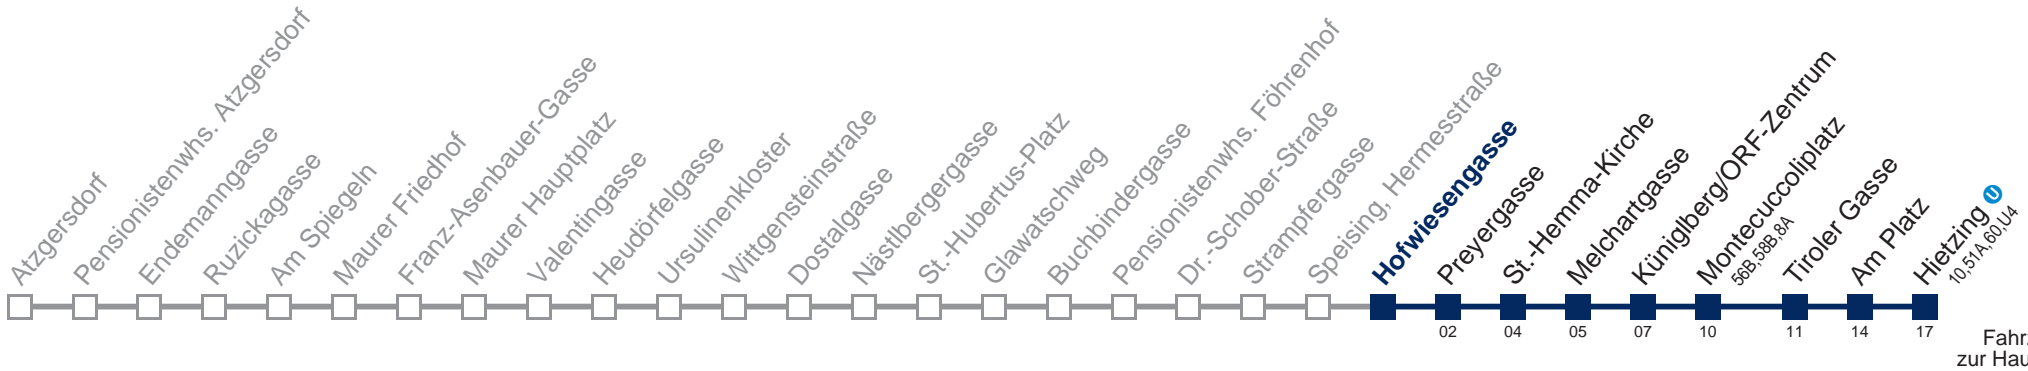 Atzgersdorf
Pensionistenwhs. Atzgersdorf
Endemanngasse
Ruzickagasse
Am Spiegeln
Maurer Friedhof
Franz-Asenbauer-Gasse
Maurer Hauptplatz
Valentingasse
Heudörfelgasse
Ursulinenkloster
Wittgensteinstraße
Dostalgasse
Nästlbergergasse
St.-Hubertus-Platz
Glawatschweg
Buchbindergasse
Pensionistenwhs. Föhrenhof
Dr.-Schober-Straße
Strampfergasse
Speising, Hermesstraße
Hofwiesengasse
Preyergasse
St.-Hemma-Kirche
Melchartgasse
Küniglberg/ORF-Zentrum
Montecuccoliplatz
56B,58B,8A
Tiroler Gasse
Am Platz
Hietzing U
10,51A,60,U4
02 04 05 07 10 11 14 17
Fahrz
zur Hau